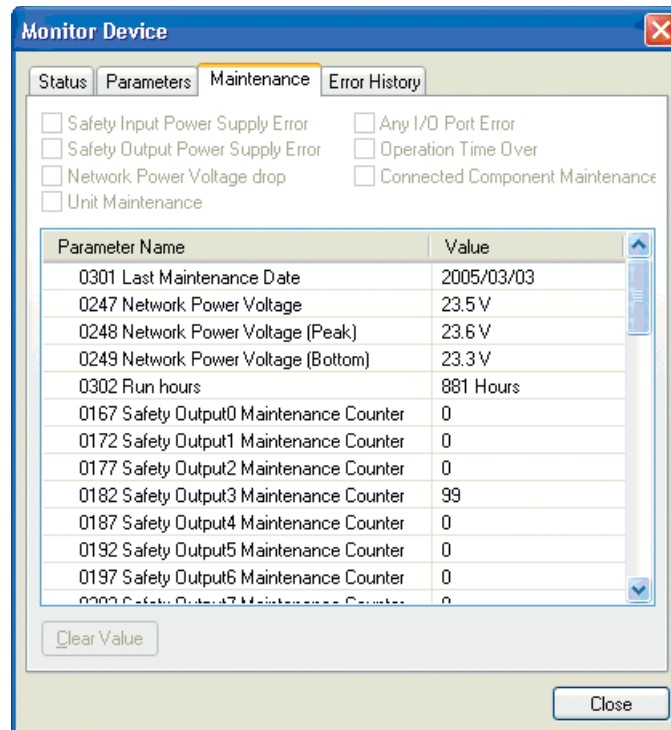 Monitor Device
Status Parameters Maintenance Error History
Safety Input Power Supply Error Any I/O Port Error
Safety Output Power Supply Error Operation Time Over
Network Power Voltage drop Connected Component Maintenance
Unit Maintenance
Parameter Name Value
0301 Last Maintenance Date 2005/03/03
0247 Network Power Voltage 23.5 V
0248 Network Power Voltage (Peak) 23.6 V
0249 Network Power Voltage (Bottom) 23.3 V
0302 Run hours 881 Hours
0167 Safety Output0 Maintenance Counter 0
0172 Safety Output1 Maintenance Counter 0
0177 Safety Output2 Maintenance Counter 0
0182 Safety Output3 Maintenance Counter 99
0187 Safety Output4 Maintenance Counter 0
0192 Safety Output5 Maintenance Counter 0
0197 Safety Output6 Maintenance Counter 0
Safety Output7 Maintenance Counter 0
Clear Value
Close